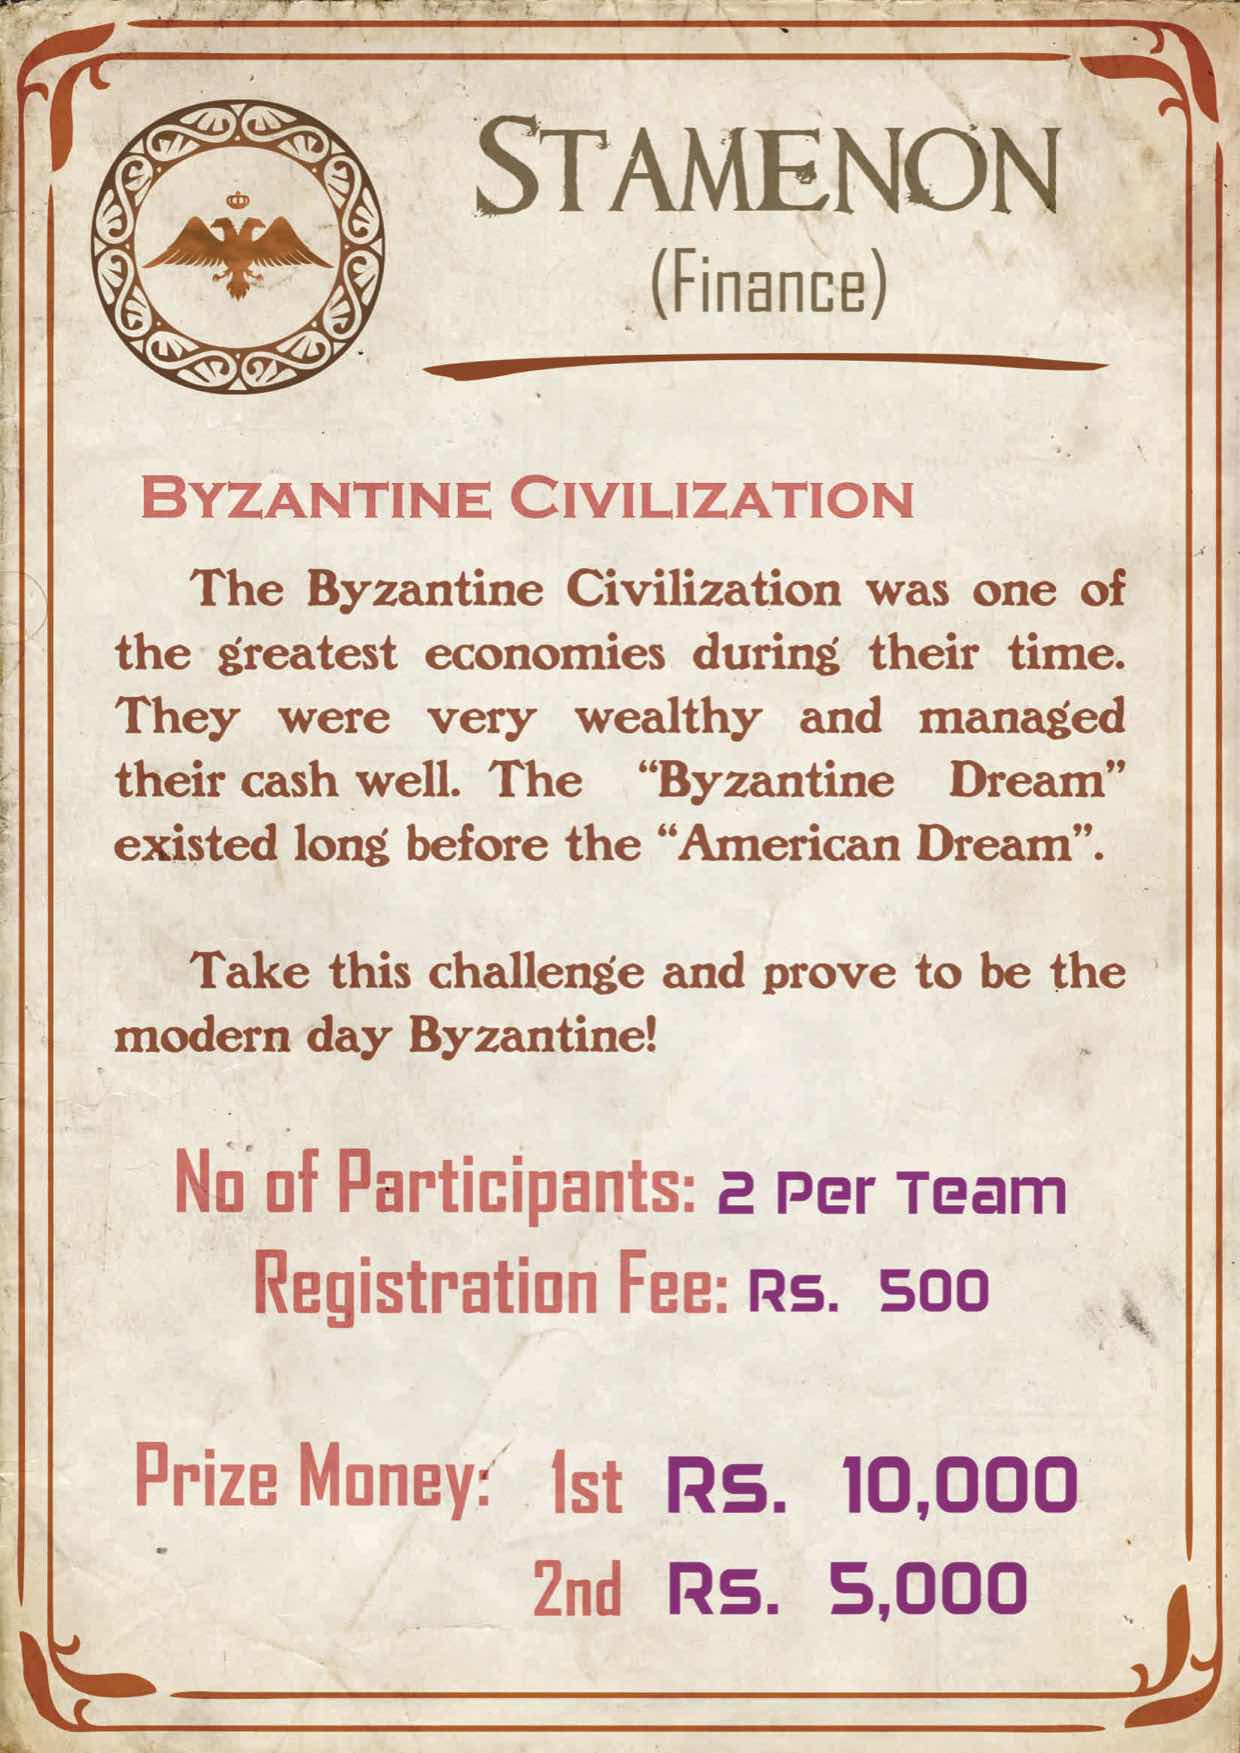 STAMENON
(Finance)
BYZANTINE CIVILIZATION
The Byzantine Civilization was one of
the greatest economies during their time.
They were very wealthy and managed
their cash well. The “Byzantine Dream”
existed long before the “American Dream”.
Take this challenge and prove to be the
modern day Byzantine!
No of Participants: 2 Per Team
Registration Fee: Rs. 500
Prize Money: 1st Rs. 10,000
2nd Rs. 5,000